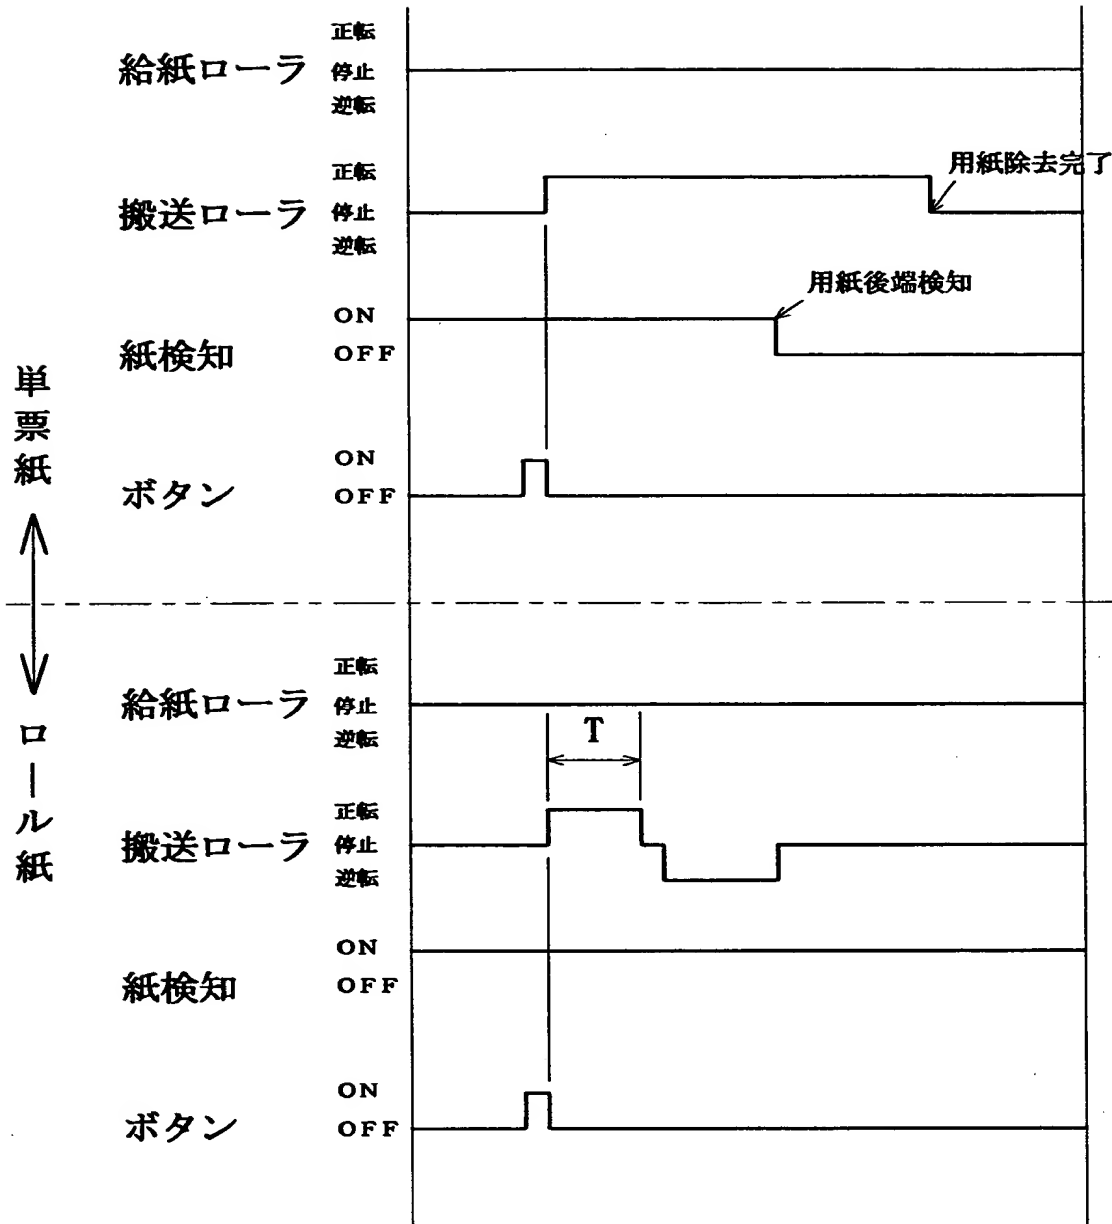 正転
給紙ローラ 停止
逆転
正転
用紙除去完了
搬送ローラ 停止
逆転
用紙後端検知
ON
紙検知 OFF
ON
ボタン OFF
単票紙
ロール紙
正転
給紙ローラ 停止
逆転
T
正転
搬送ローラ 停止
逆転
ON
紙検知 OFF
ON
ボタン OFF